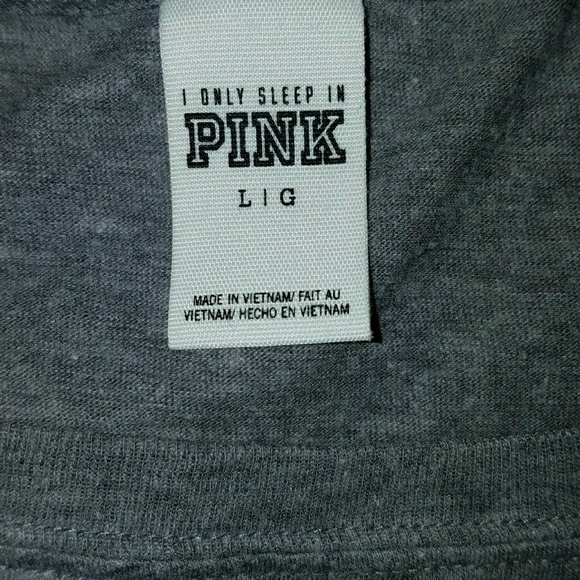 I ONLY SLEEP IN
PINK
L | G
MADE IN VIETNAM/ FAIT AU
VIETNAM/ HECHO EN VIETNAM